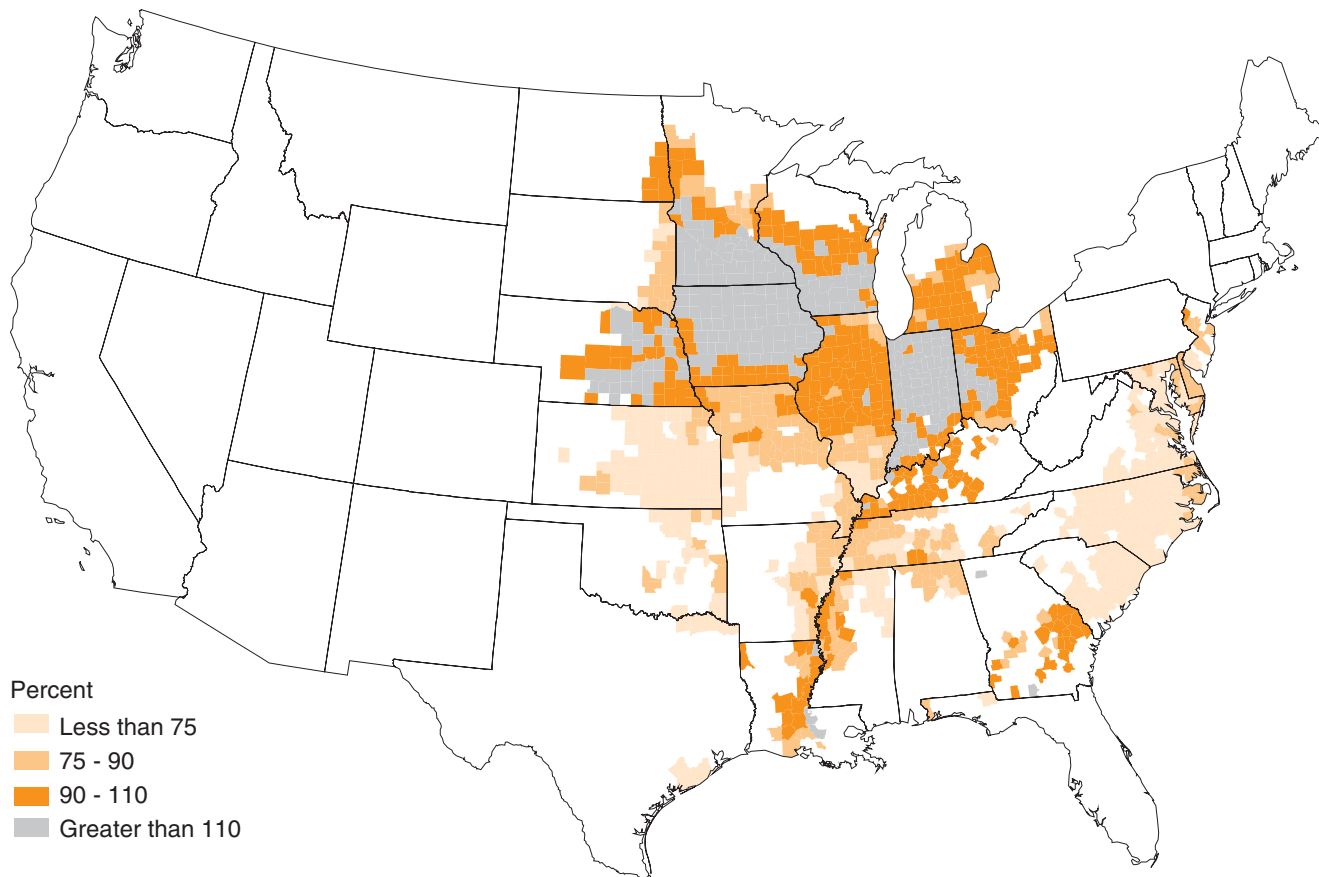 Percent
Less than 75
75 - 90
90 - 110
Greater than 110